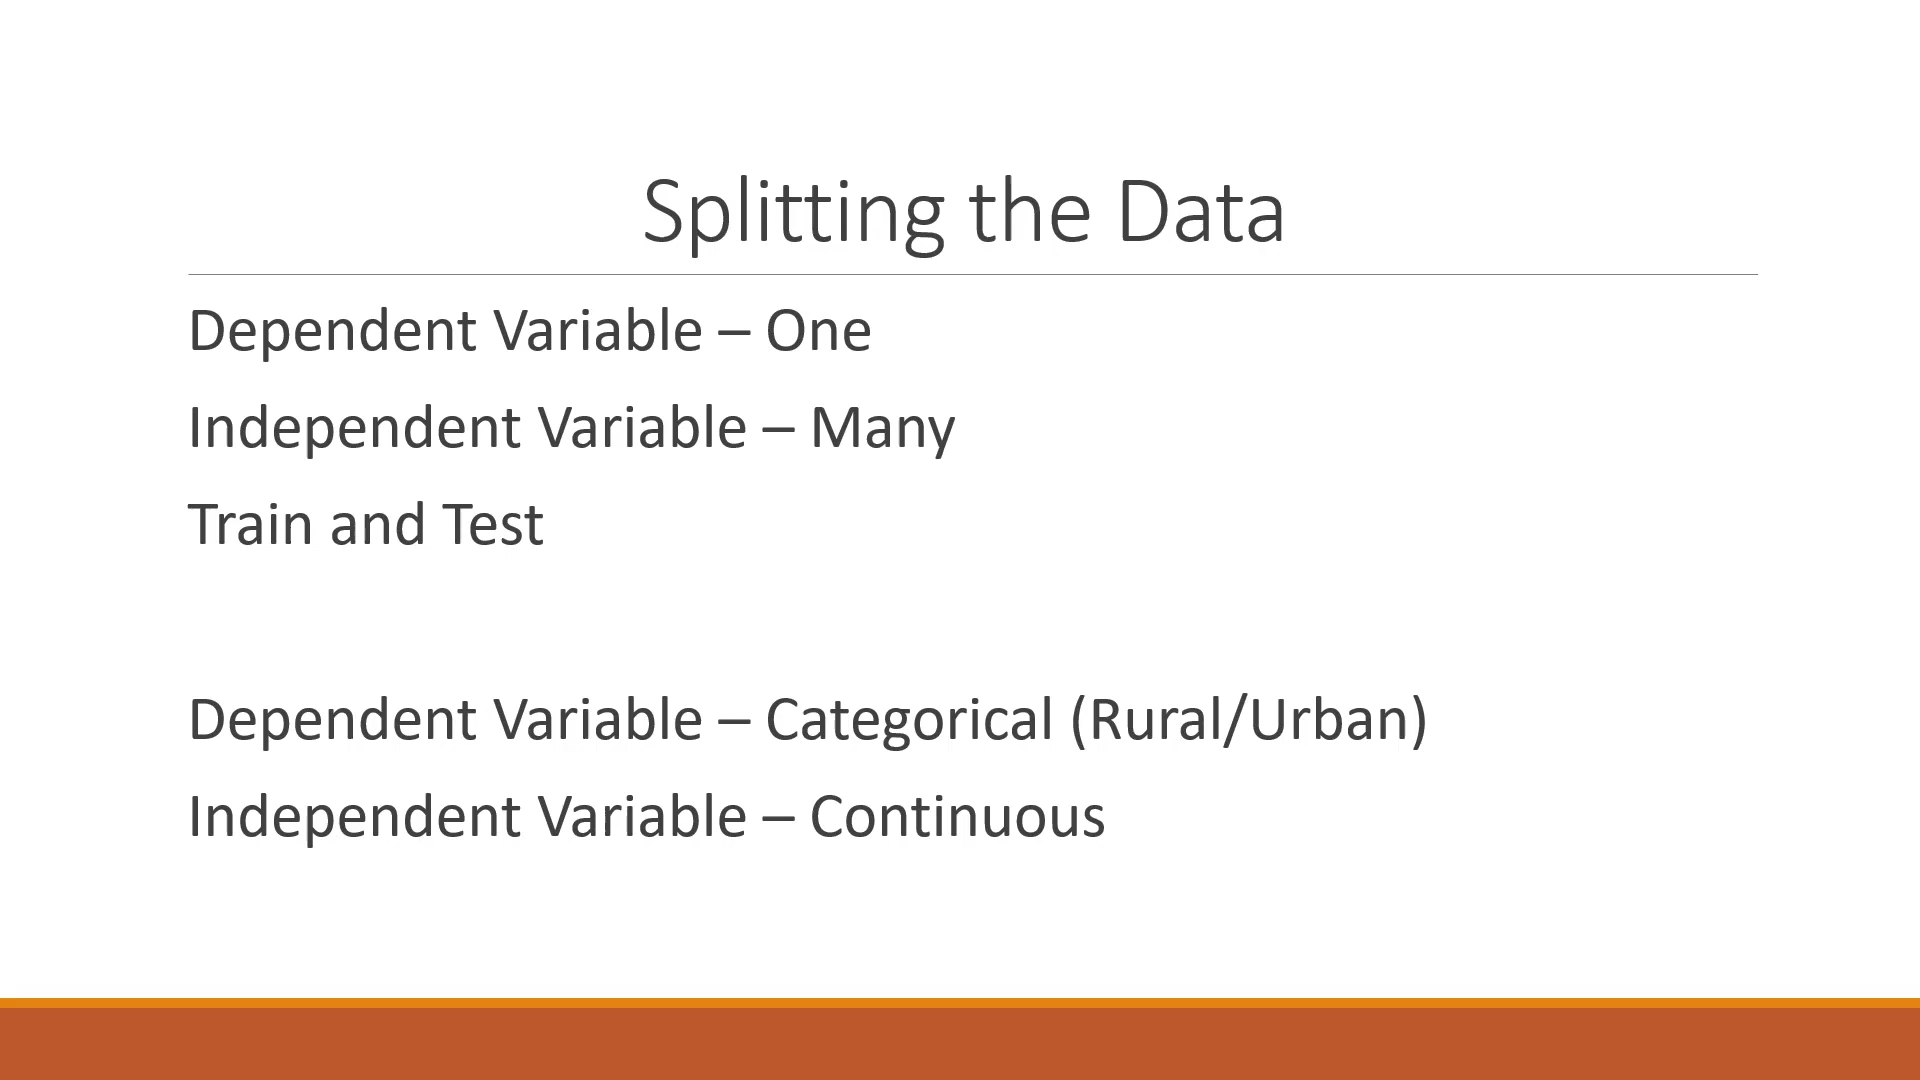 Splitting the Data
Dependent Variable – One
Independent Variable – Many
Train and Test
Dependent Variable – Categorical (Rural/Urban)
Independent Variable – Continuous